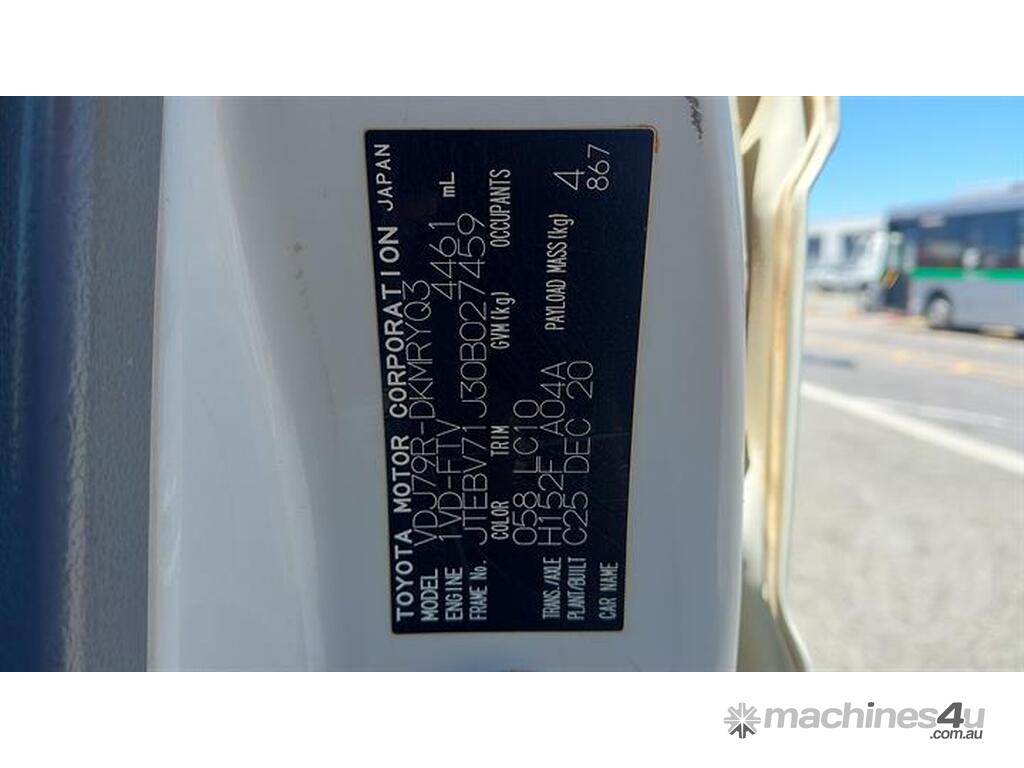 TOYOTA MOTOR CORPORATION JAPAN
MODEL VDJ79R-DKMRYQ3
ENGINE 1VD-FTV 4461 mL
FRAME No. JTEBV71J30B027459
COLOR TRIM GVM(kg) OCCUPANTS
058 LC10 4
TRANS./AXLE H152F A04A PAYLOAD MASS(kg) 867
PLANT/BUILT C25 DEC 20
CAR NAME
machines4u
.com.au